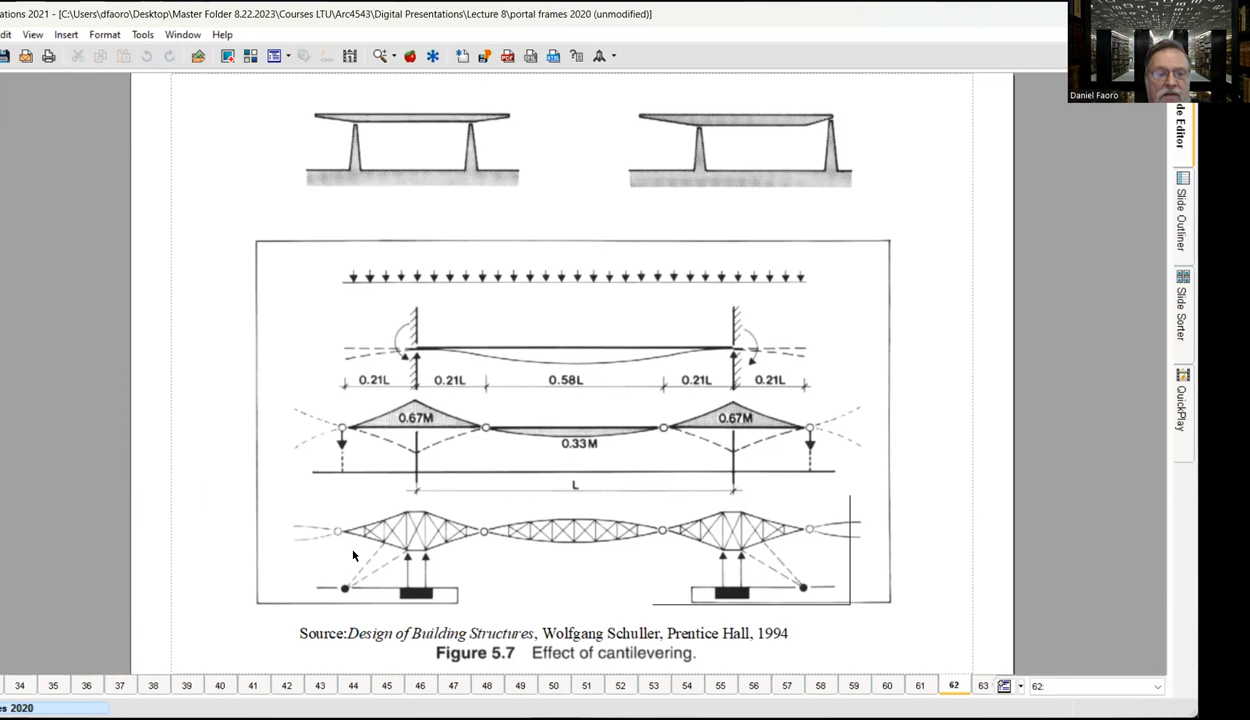 ations 2021 - [C:\Users\dfaoro\Desktop\Master Folder 8.22.2023\Courses LTU\Arc4543\Digital Presentations\Lecture 8\portal frames 2020 (unmodified)]
dit View Insert Format Tools Window Help
Daniel Faoro
de Editor
Slide Outliner
Slide Sorter
QuickPlay
0.21L 0.21L 0.58L 0.21L 0.21L
0.67M 0.67M
0.33M
L
Source:Design of Building Structures, Wolfgang Schuller, Prentice Hall, 1994
Figure 5.7 Effect of cantilevering.
34 35 36 37 38 39 40 41 42 43 44 45 46 47 48 49 50 51 52 53 54 55 56 57 58 59 60 61 62 63 62:
es 2020